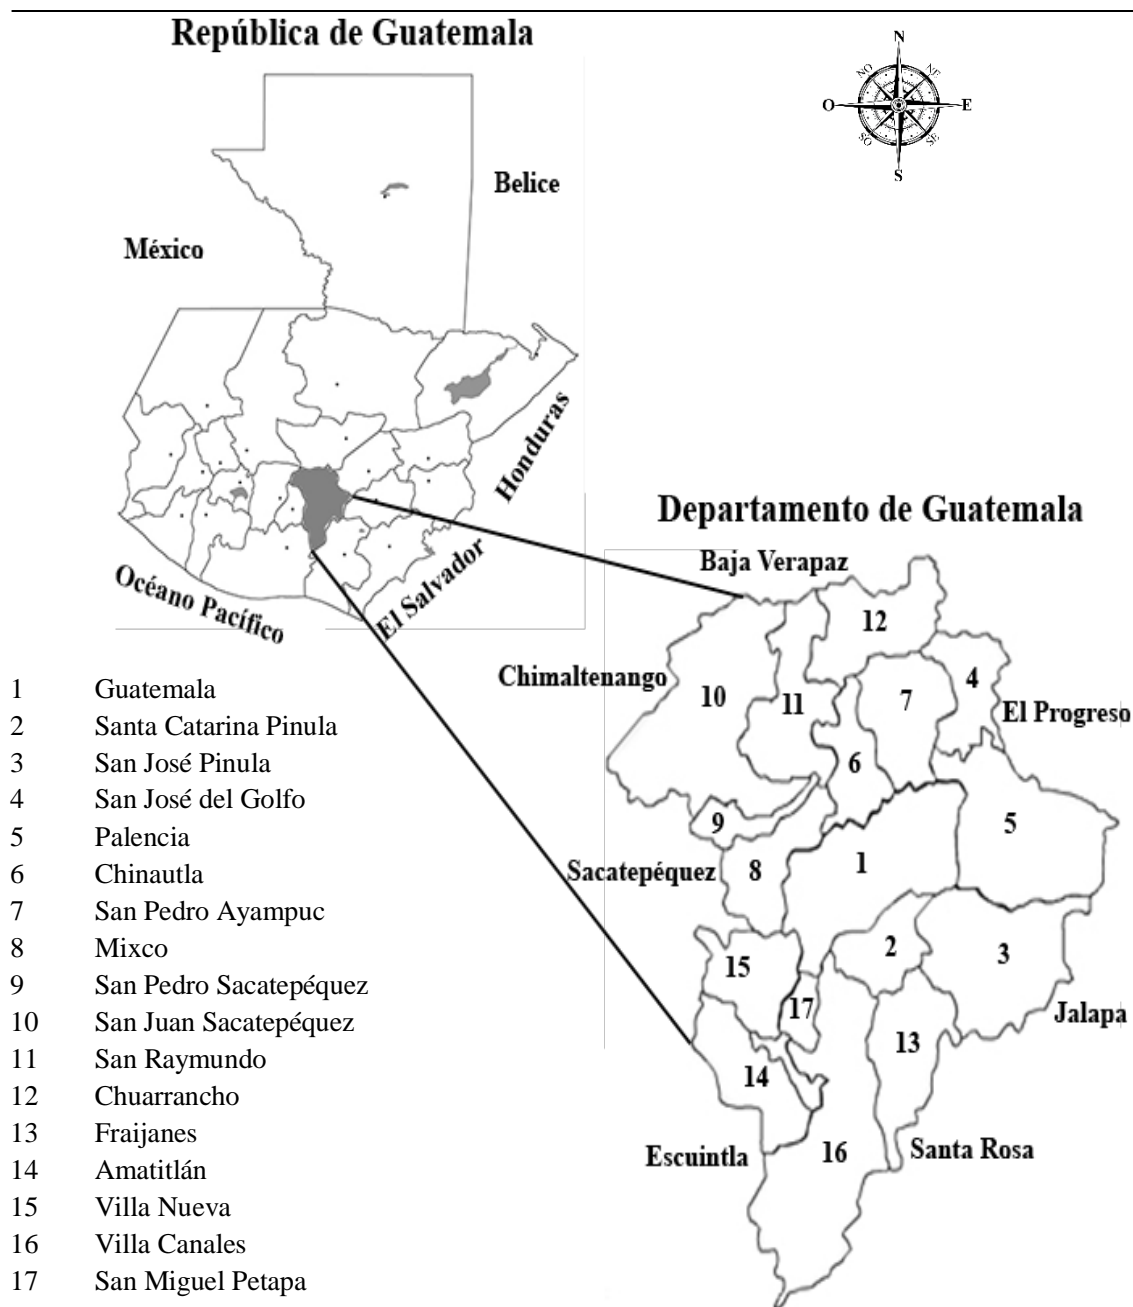 República de Guatemala
N
NO
NE
O
E
SO
SE
S
Belice
México
Honduras
El Salvador
Océano Pacífico
Departamento de Guatemala
Baja Verapaz
12
Chimaltenango
10
11
7
4
El Progreso
6
9
5
Sacatepéquez
8
1
2
3
15
17
Jalapa
13
14
Escuintla
16
Santa Rosa
1 Guatemala
2 Santa Catarina Pinula
3 San José Pinula
4 San José del Golfo
5 Palencia
6 Chinautla
7 San Pedro Ayampuc
8 Mixco
9 San Pedro Sacatepéquez
10 San Juan Sacatepéquez
11 San Raymundo
12 Chuarrancho
13 Fraijanes
14 Amatitlán
15 Villa Nueva
16 Villa Canales
17 San Miguel Petapa